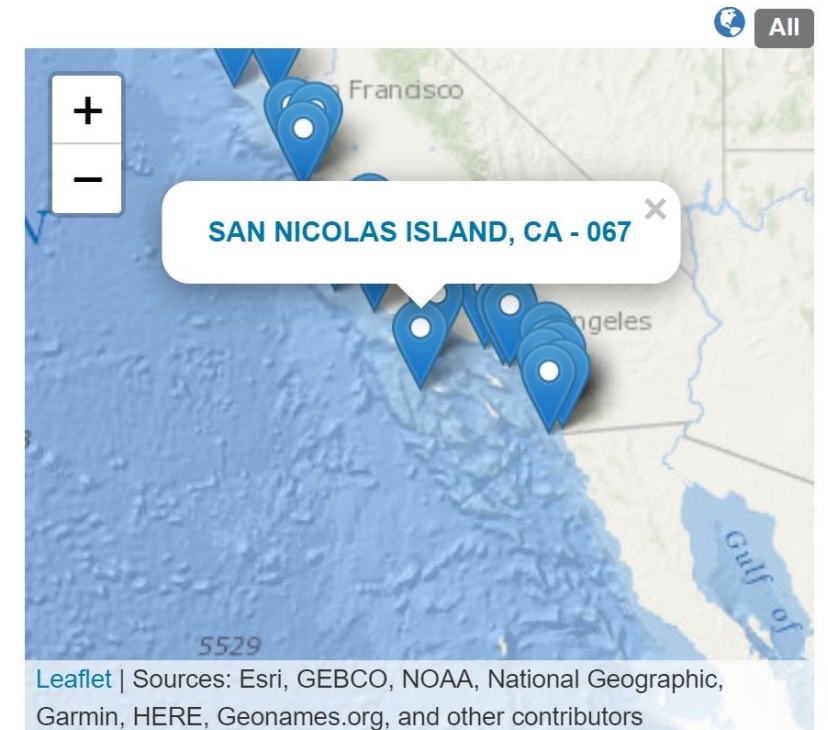 All
+
−
Francisco
SAN NICOLAS ISLAND, CA - 067
×
ngeles
Gulf of
5529
Leaflet | Sources: Esri, GEBCO, NOAA, National Geographic,
Garmin, HERE, Geonames.org, and other contributors